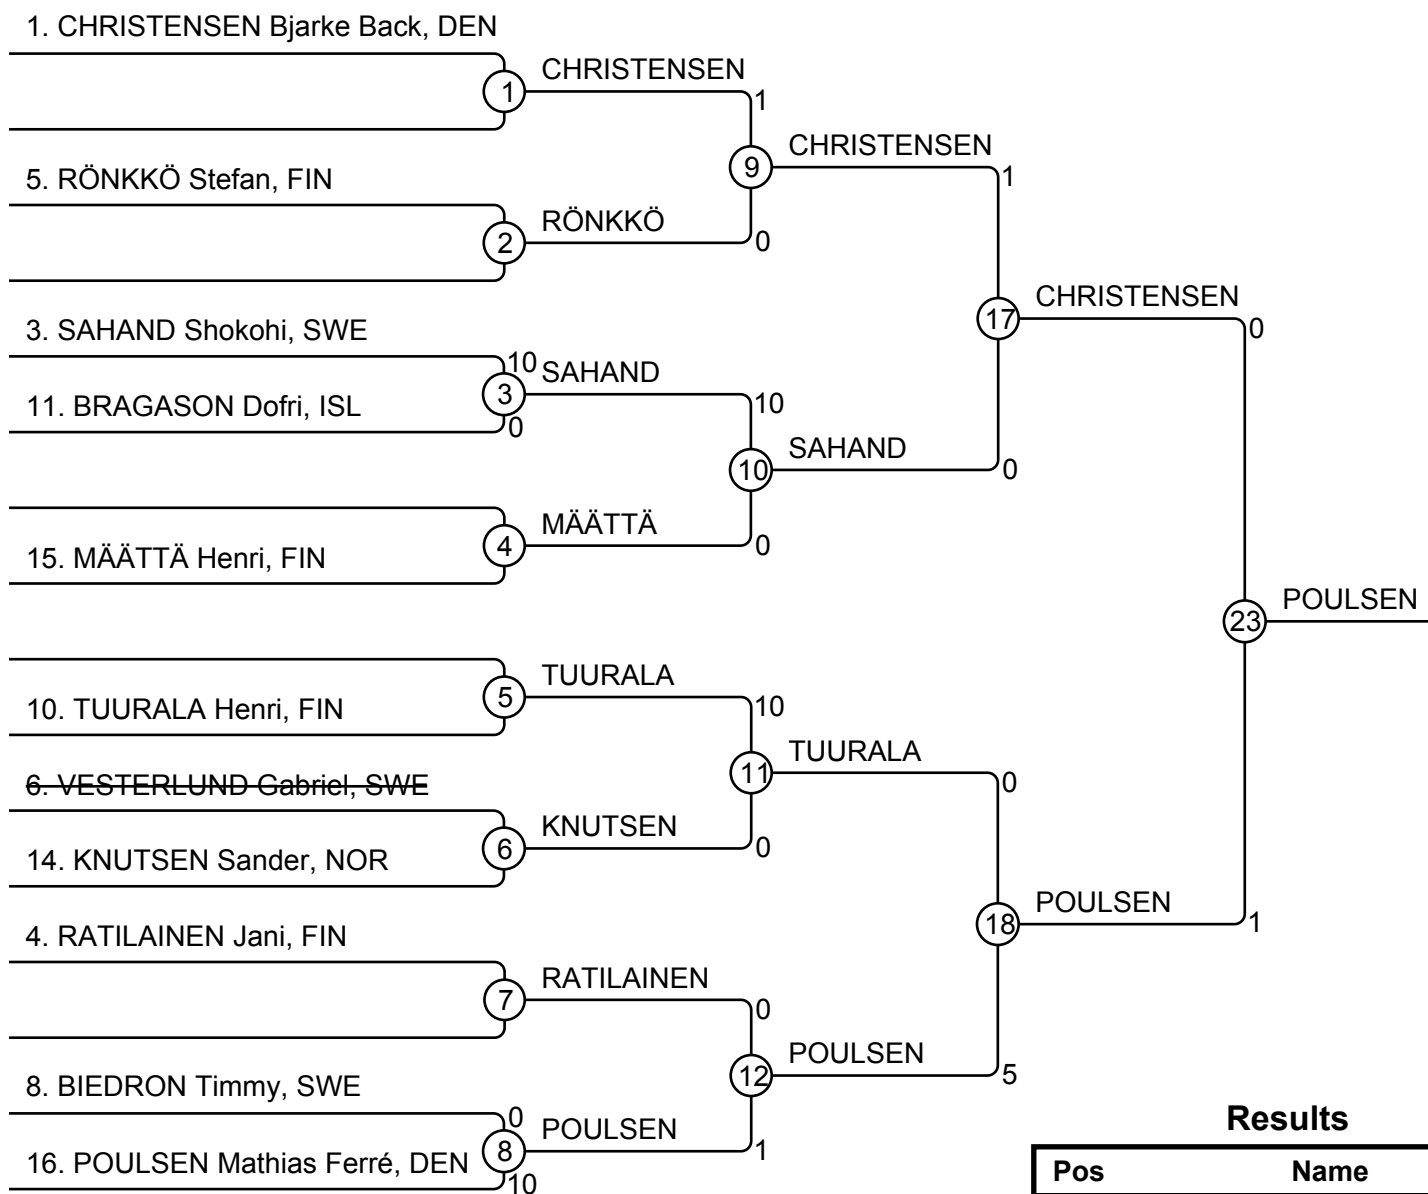 1. CHRISTENSEN Bjarke Back, DEN
CHRISTENSEN
1
1
CHRISTENSEN
9
1
5. RÖNKKÖ Stefan, FIN
RÖNKKÖ
2
0
CHRISTENSEN
17
0
3. SAHAND Shokohi, SWE
10
SAHAND
3
10
11. BRAGASON Dofri, ISL
0
SAHAND
10
0
MÄÄTTÄ
4
0
15. MÄÄTTÄ Henri, FIN
POULSEN
23
TUURALA
5
10
10. TUURALA Henri, FIN
TUURALA
11
0
6. VESTERLUND Gabriel, SWE
KNUTSEN
6
0
14. KNUTSEN Sander, NOR
POULSEN
18
1
4. RATILAINEN Jani, FIN
RATILAINEN
7
0
POULSEN
12
5
8. BIEDRON Timmy, SWE
0
POULSEN
8
1
16. POULSEN Mathias Ferré, DEN
10
Results
Pos Name